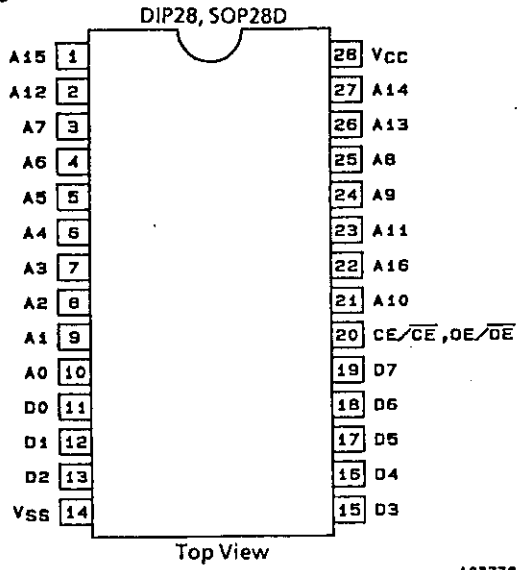 DIP28, SOP28D
A15 1 28 VCC
A12 2 27 A14
A7 3 26 A13
A6 4 25 A8
A5 5 24 A9
A4 6 23 A11
A3 7 22 A16
A2 8 21 A10
A1 9 20 CE/C̅E̅,OE/O̅E̅
A0 10 19 D7
D0 11 18 D6
D1 12 17 D5
D2 13 16 D4
VSS 14 15 D3
Top View